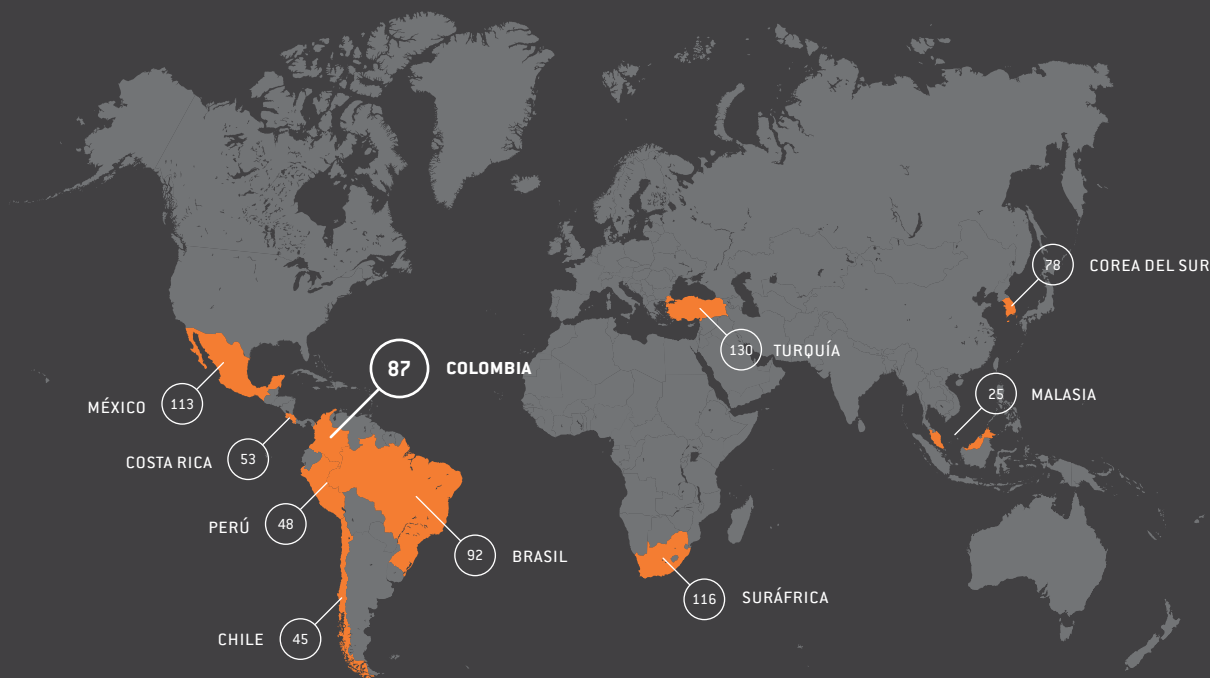 78 COREA DEL SUR
130 TURQUÍA
87 COLOMBIA
25 MALASIA
MÉXICO 113
COSTA RICA 53
PERÚ 48
92 BRASIL
116 SURÁFRICA
CHILE 45